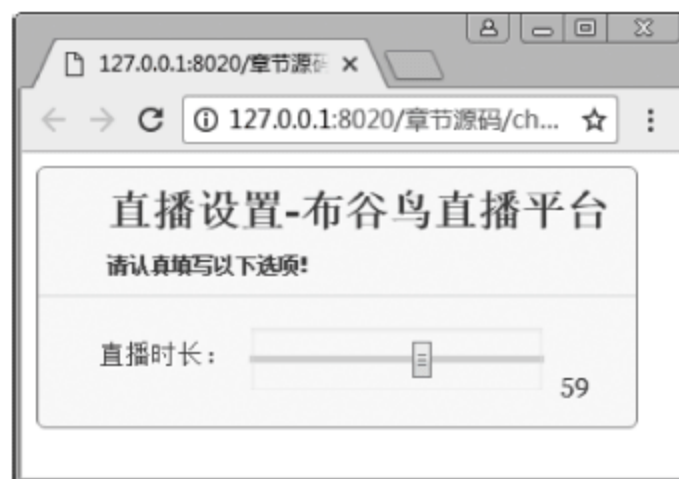 127.0.0.1:8020/章节源码
127.0.0.1:8020/章节源码/ch...
直播设置-布谷鸟直播平台
请认真填写以下选项!
直播时长：
59